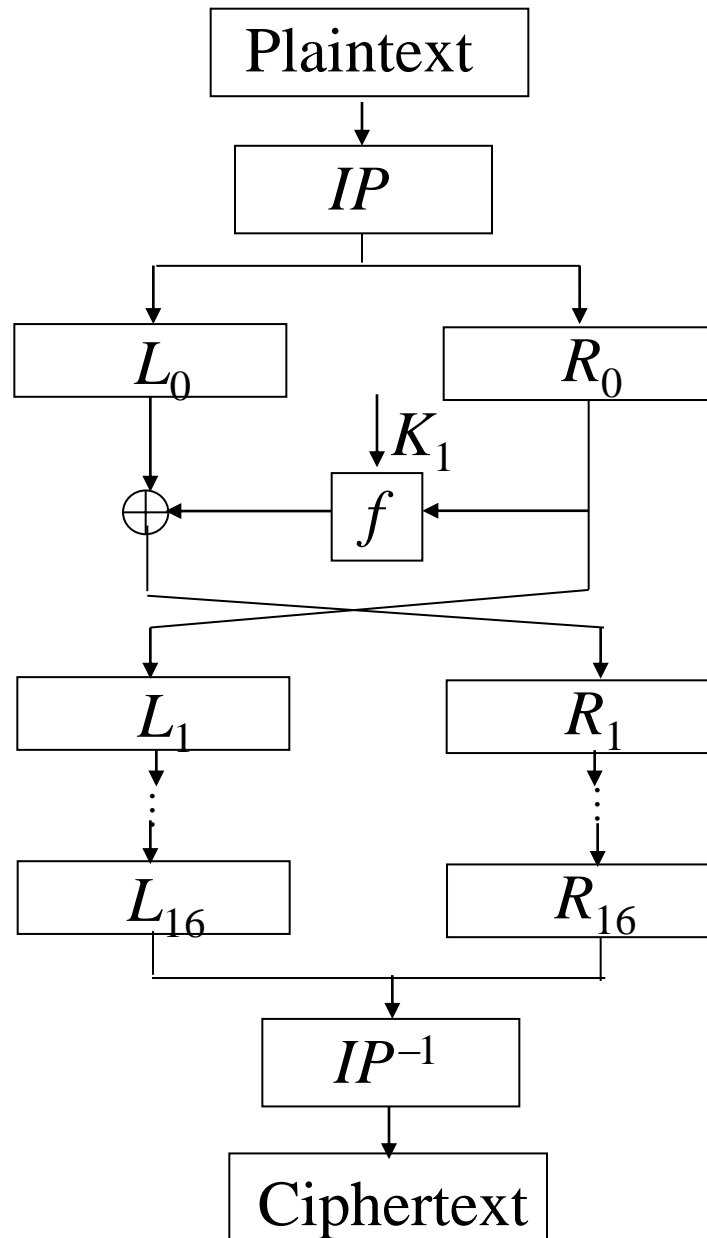 Plaintext
IP
L₀ R₀
K₁
f
L₁ R₁
⋮ ⋮
L₁₆ R₁₆
IP⁻¹
Ciphertext